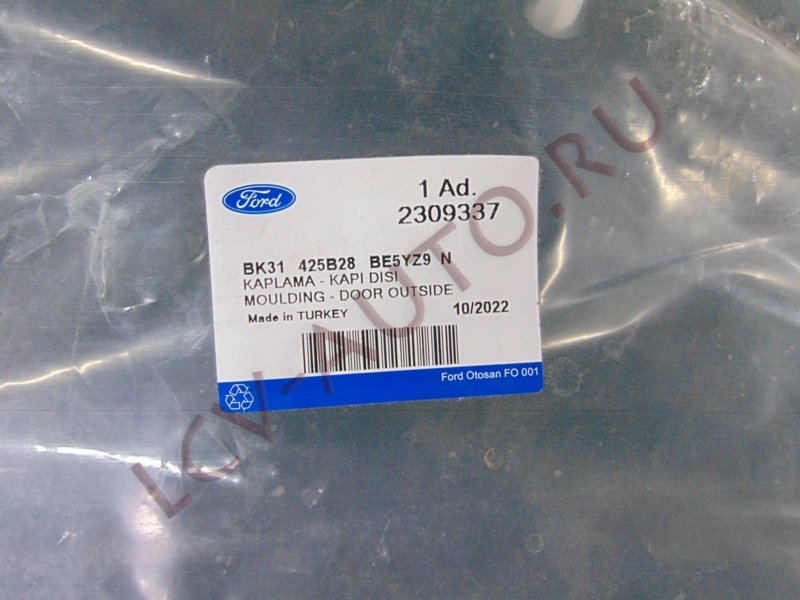 Ford
1 Ad.
2309337
BK31 425B28 BE5YZ9 N
KAPLAMA - KAPI DISI
MOULDING - DOOR OUTSIDE
Made in TURKEY
10/2022
Ford Otosan FO 001
LCV-AUTO.RU